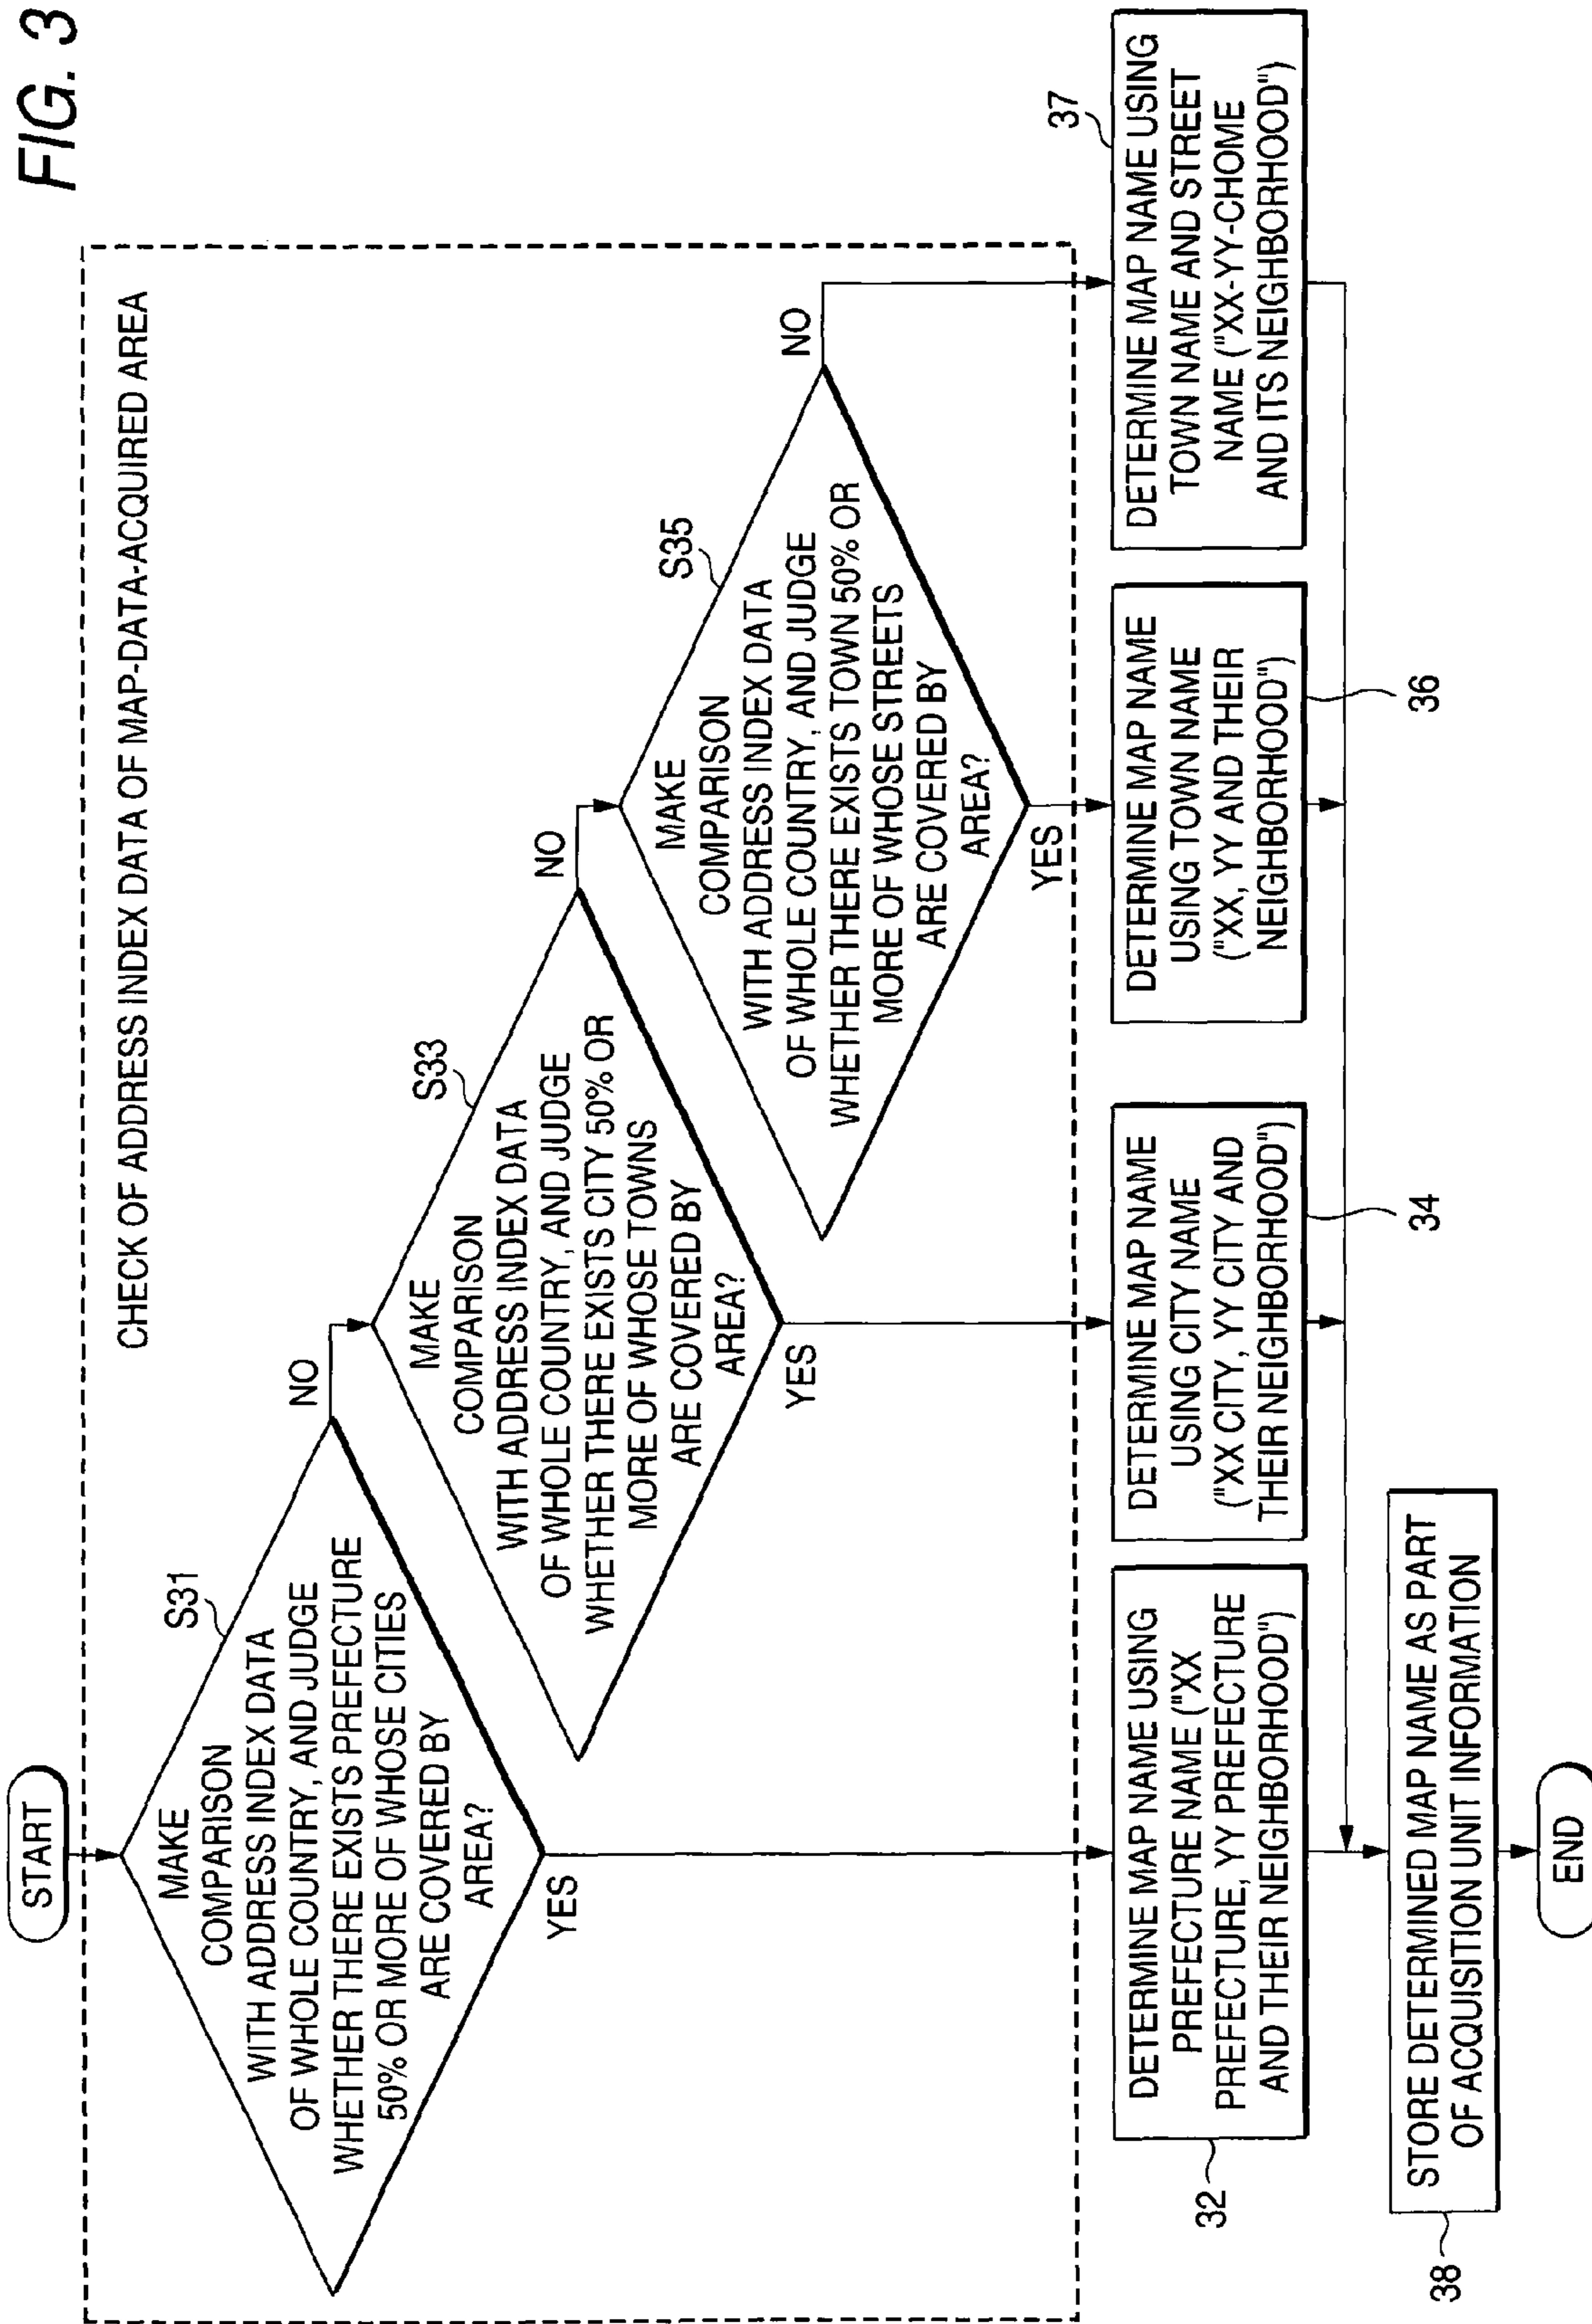 FIG. 3
START
CHECK OF ADDRESS INDEX DATA OF MAP-DATA-ACQUIRED AREA
S31
MAKE
COMPARISON
WITH ADDRESS INDEX DATA
OF WHOLE COUNTRY, AND JUDGE
WHETHER THERE EXISTS PREFECTURE
50% OR MORE OF WHOSE CITIES
ARE COVERED BY
AREA?
NO
YES
S33
MAKE
COMPARISON
WITH ADDRESS INDEX DATA
OF WHOLE COUNTRY, AND JUDGE
WHETHER THERE EXISTS CITY 50% OR
MORE OF WHOSE TOWNS
ARE COVERED BY
AREA?
NO
YES
S35
MAKE
COMPARISON
WITH ADDRESS INDEX DATA
OF WHOLE COUNTRY, AND JUDGE
WHETHER THERE EXISTS TOWN 50% OR
MORE OF WHOSE STREETS
ARE COVERED BY
AREA?
NO
YES
32
DETERMINE MAP NAME USING
PREFECTURE NAME ("XX
PREFECTURE, YY PREFECTURE
AND THEIR NEIGHBORHOOD")
34
DETERMINE MAP NAME
USING CITY NAME
("XX CITY, YY CITY AND
THEIR NEIGHBORHOOD")
36
DETERMINE MAP NAME
USING TOWN NAME
("XX, YY AND THEIR
NEIGHBORHOOD")
37
DETERMINE MAP NAME USING
TOWN NAME AND STREET
NAME ("XX-YY-CHOME
AND ITS NEIGHBORHOOD")
38
STORE DETERMINED MAP NAME AS PART
OF ACQUISITION UNIT INFORMATION
END